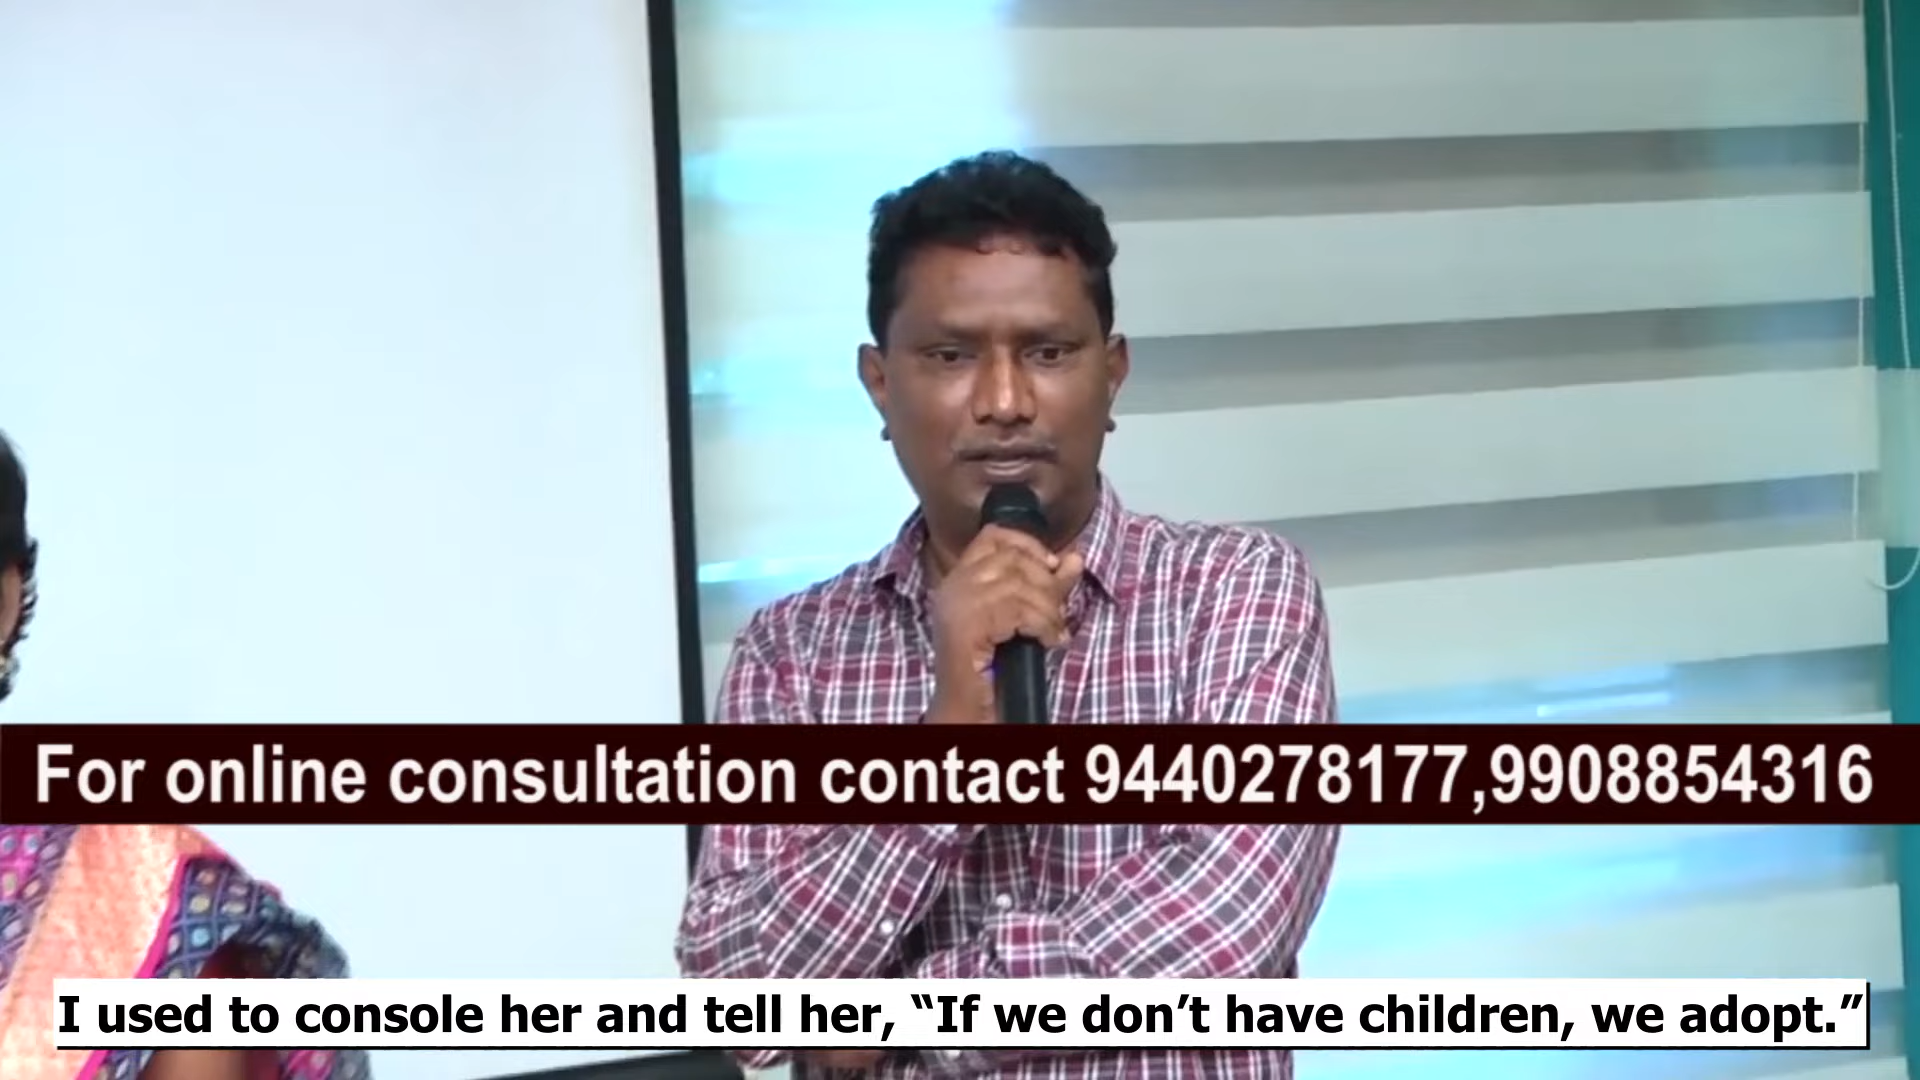 For online consultation contact 9440278177,9908854316
I used to console her and tell her, “If we don’t have children, we adopt.”